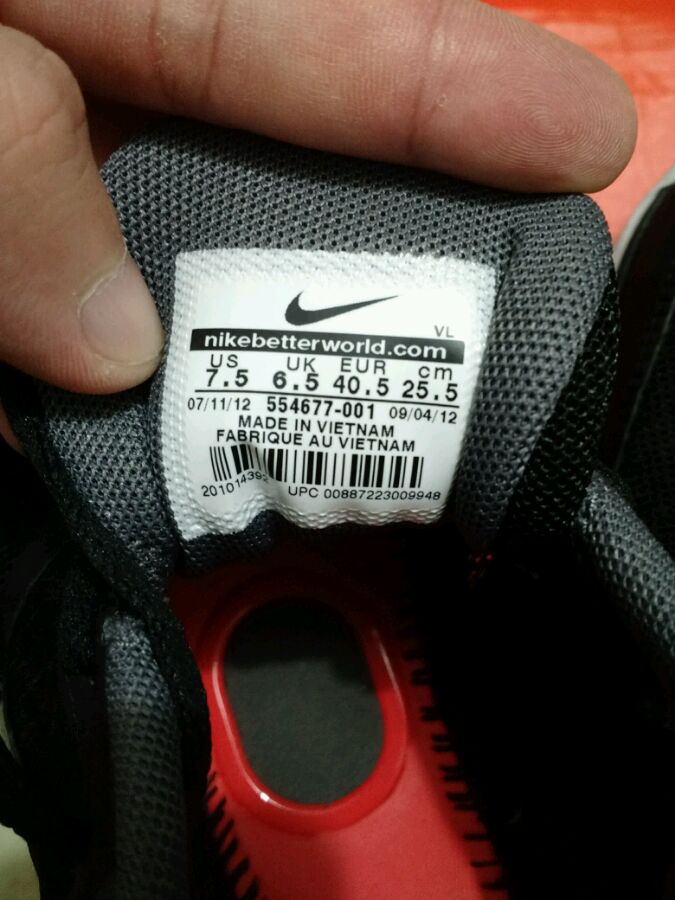 VL
nikebetterworld.com
US UK EUR cm
7.5 6.5 40.5 25.5
07/11/12 554677-001 09/04/12
MADE IN VIETNAM
FABRIQUE AU VIETNAM
UPC 00887223009948